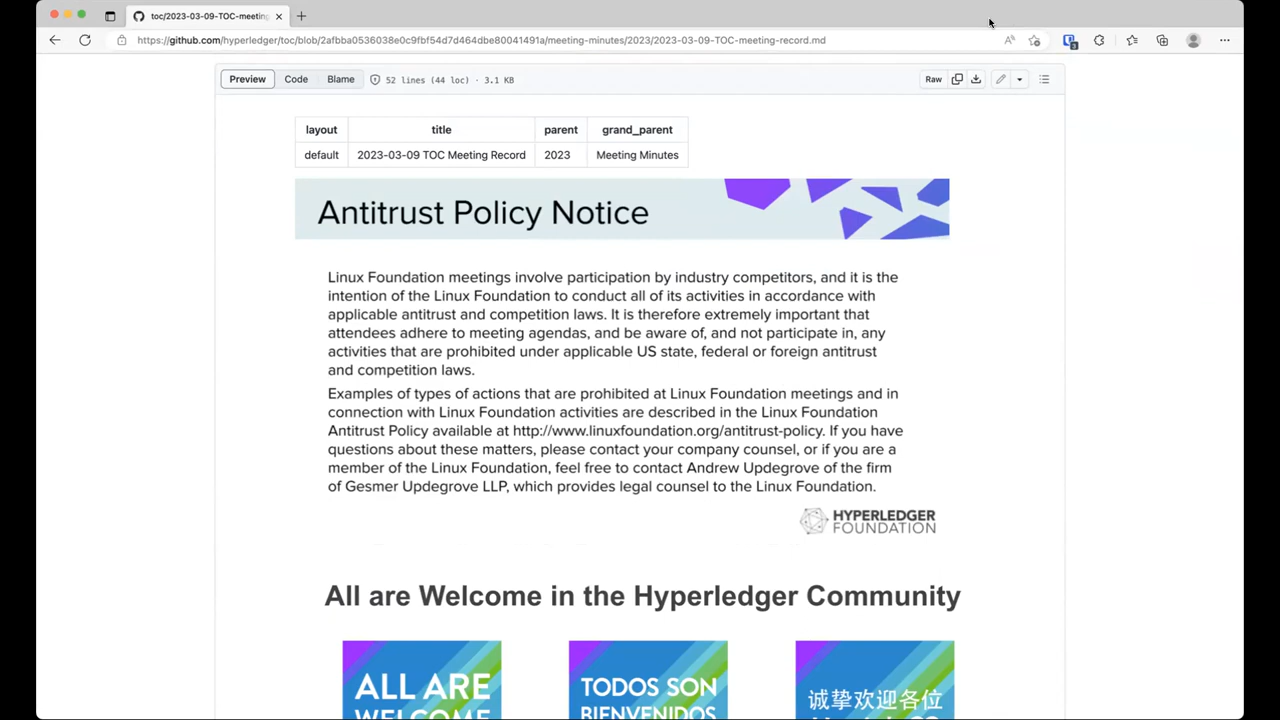 toc/2023-03-09-TOC-meeting
https://github.com/hyperledger/toc/blob/2afbba0536038e0c9fbf54d7d464dbe80041491a/meeting-minutes/2023/2023-03-09-TOC-meeting-record.md
Preview Code Blame 52 lines (44 loc) · 3.1 KB Raw
layout title parent grand_parent
default 2023-03-09 TOC Meeting Record 2023 Meeting Minutes
Antitrust Policy Notice
Linux Foundation meetings involve participation by industry competitors, and it is the
intention of the Linux Foundation to conduct all of its activities in accordance with
applicable antitrust and competition laws. It is therefore extremely important that
attendees adhere to meeting agendas, and be aware of, and not participate in, any
activities that are prohibited under applicable US state, federal or foreign antitrust
and competition laws.
Examples of types of actions that are prohibited at Linux Foundation meetings and in
connection with Linux Foundation activities are described in the Linux Foundation
Antitrust Policy available at http://www.linuxfoundation.org/antitrust-policy. If you have
questions about these matters, please contact your company counsel, or if you are a
member of the Linux Foundation, feel free to contact Andrew Updegrove of the firm
of Gesmer Updegrove LLP, which provides legal counsel to the Linux Foundation.
HYPERLEDGER
FOUNDATION
All are Welcome in the Hyperledger Community
ALL ARE
WELCOME
TODOS SON
BIENVENIDOS
诚挚欢迎各位